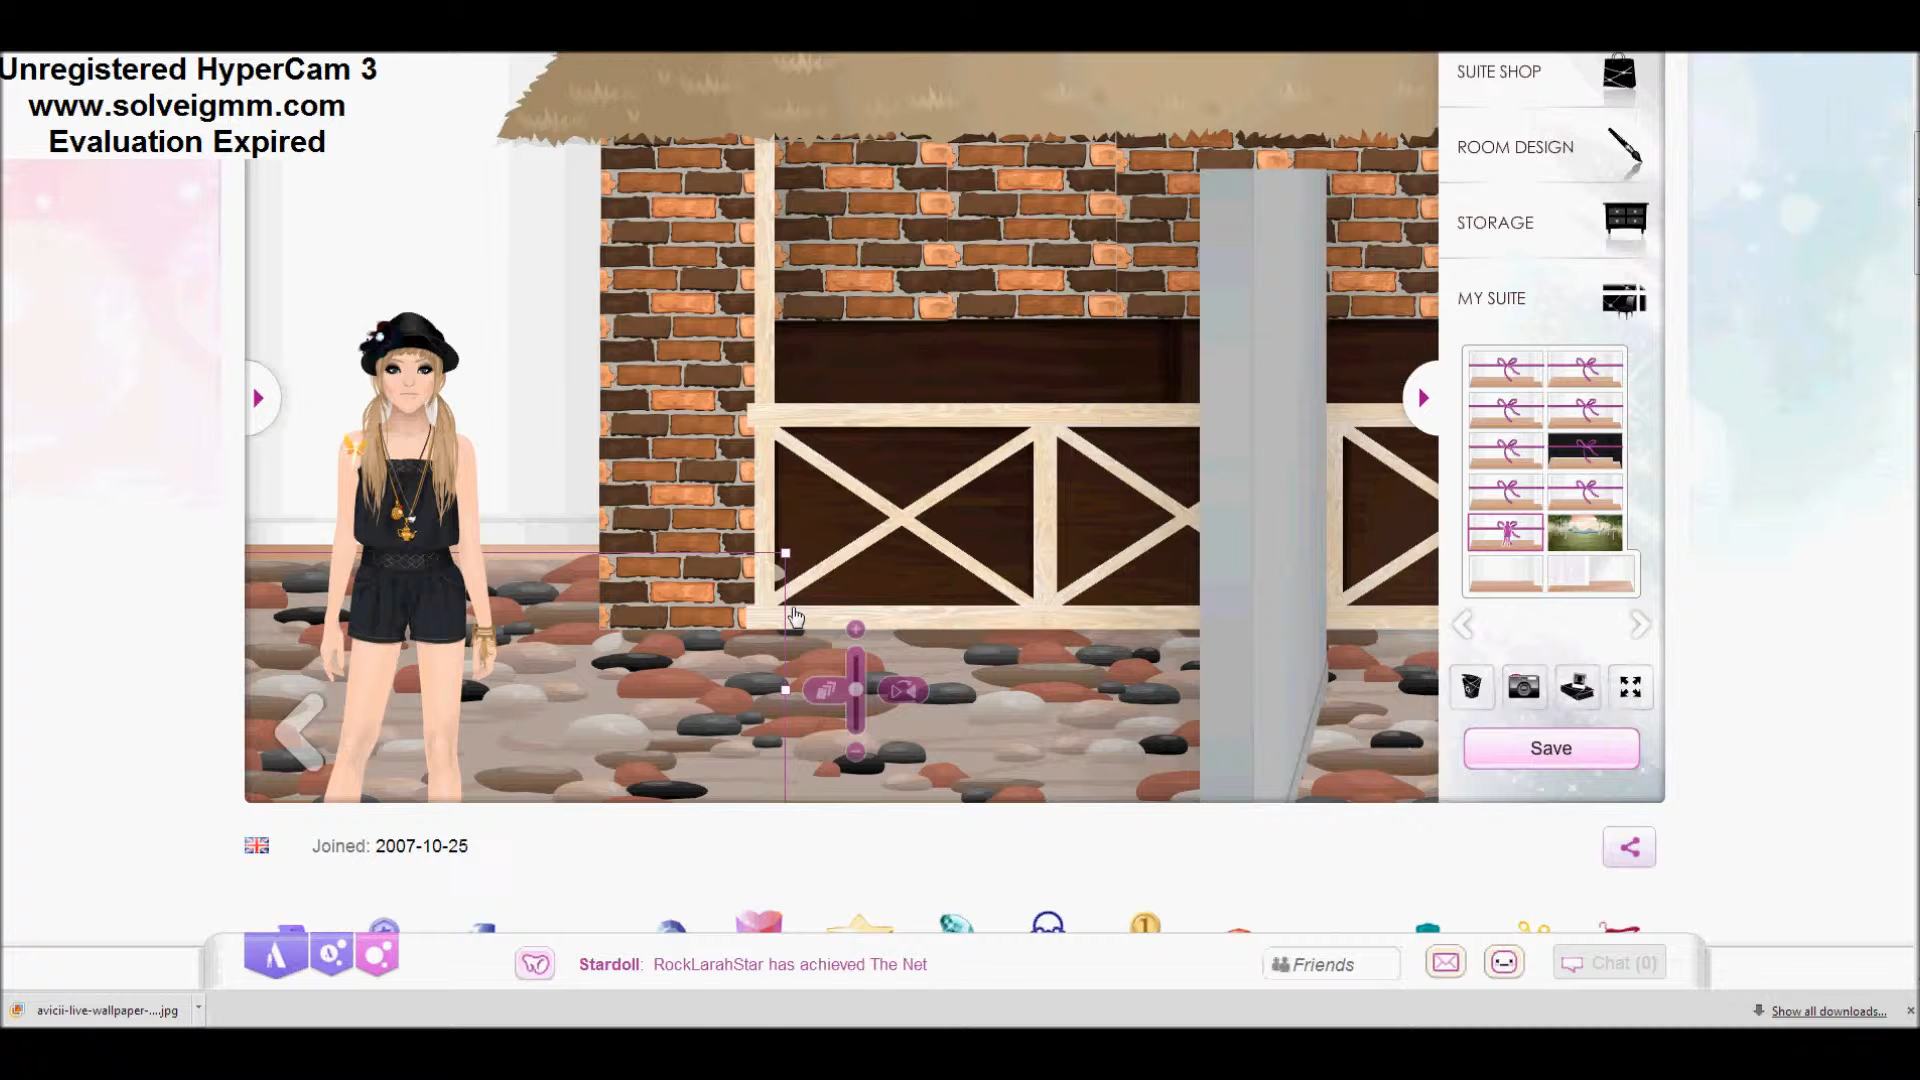 Unregistered HyperCam 3
www.solveigmm.com
Evaluation Expired
SUITE SHOP
ROOM DESIGN
STORAGE
MY SUITE
Save
Joined: 2007-10-25
1
Stardoll: RockLarahStar has achieved The Net
Friends
Chat (0)
avicii-live-wallpaper-....jpg
Show all downloads...